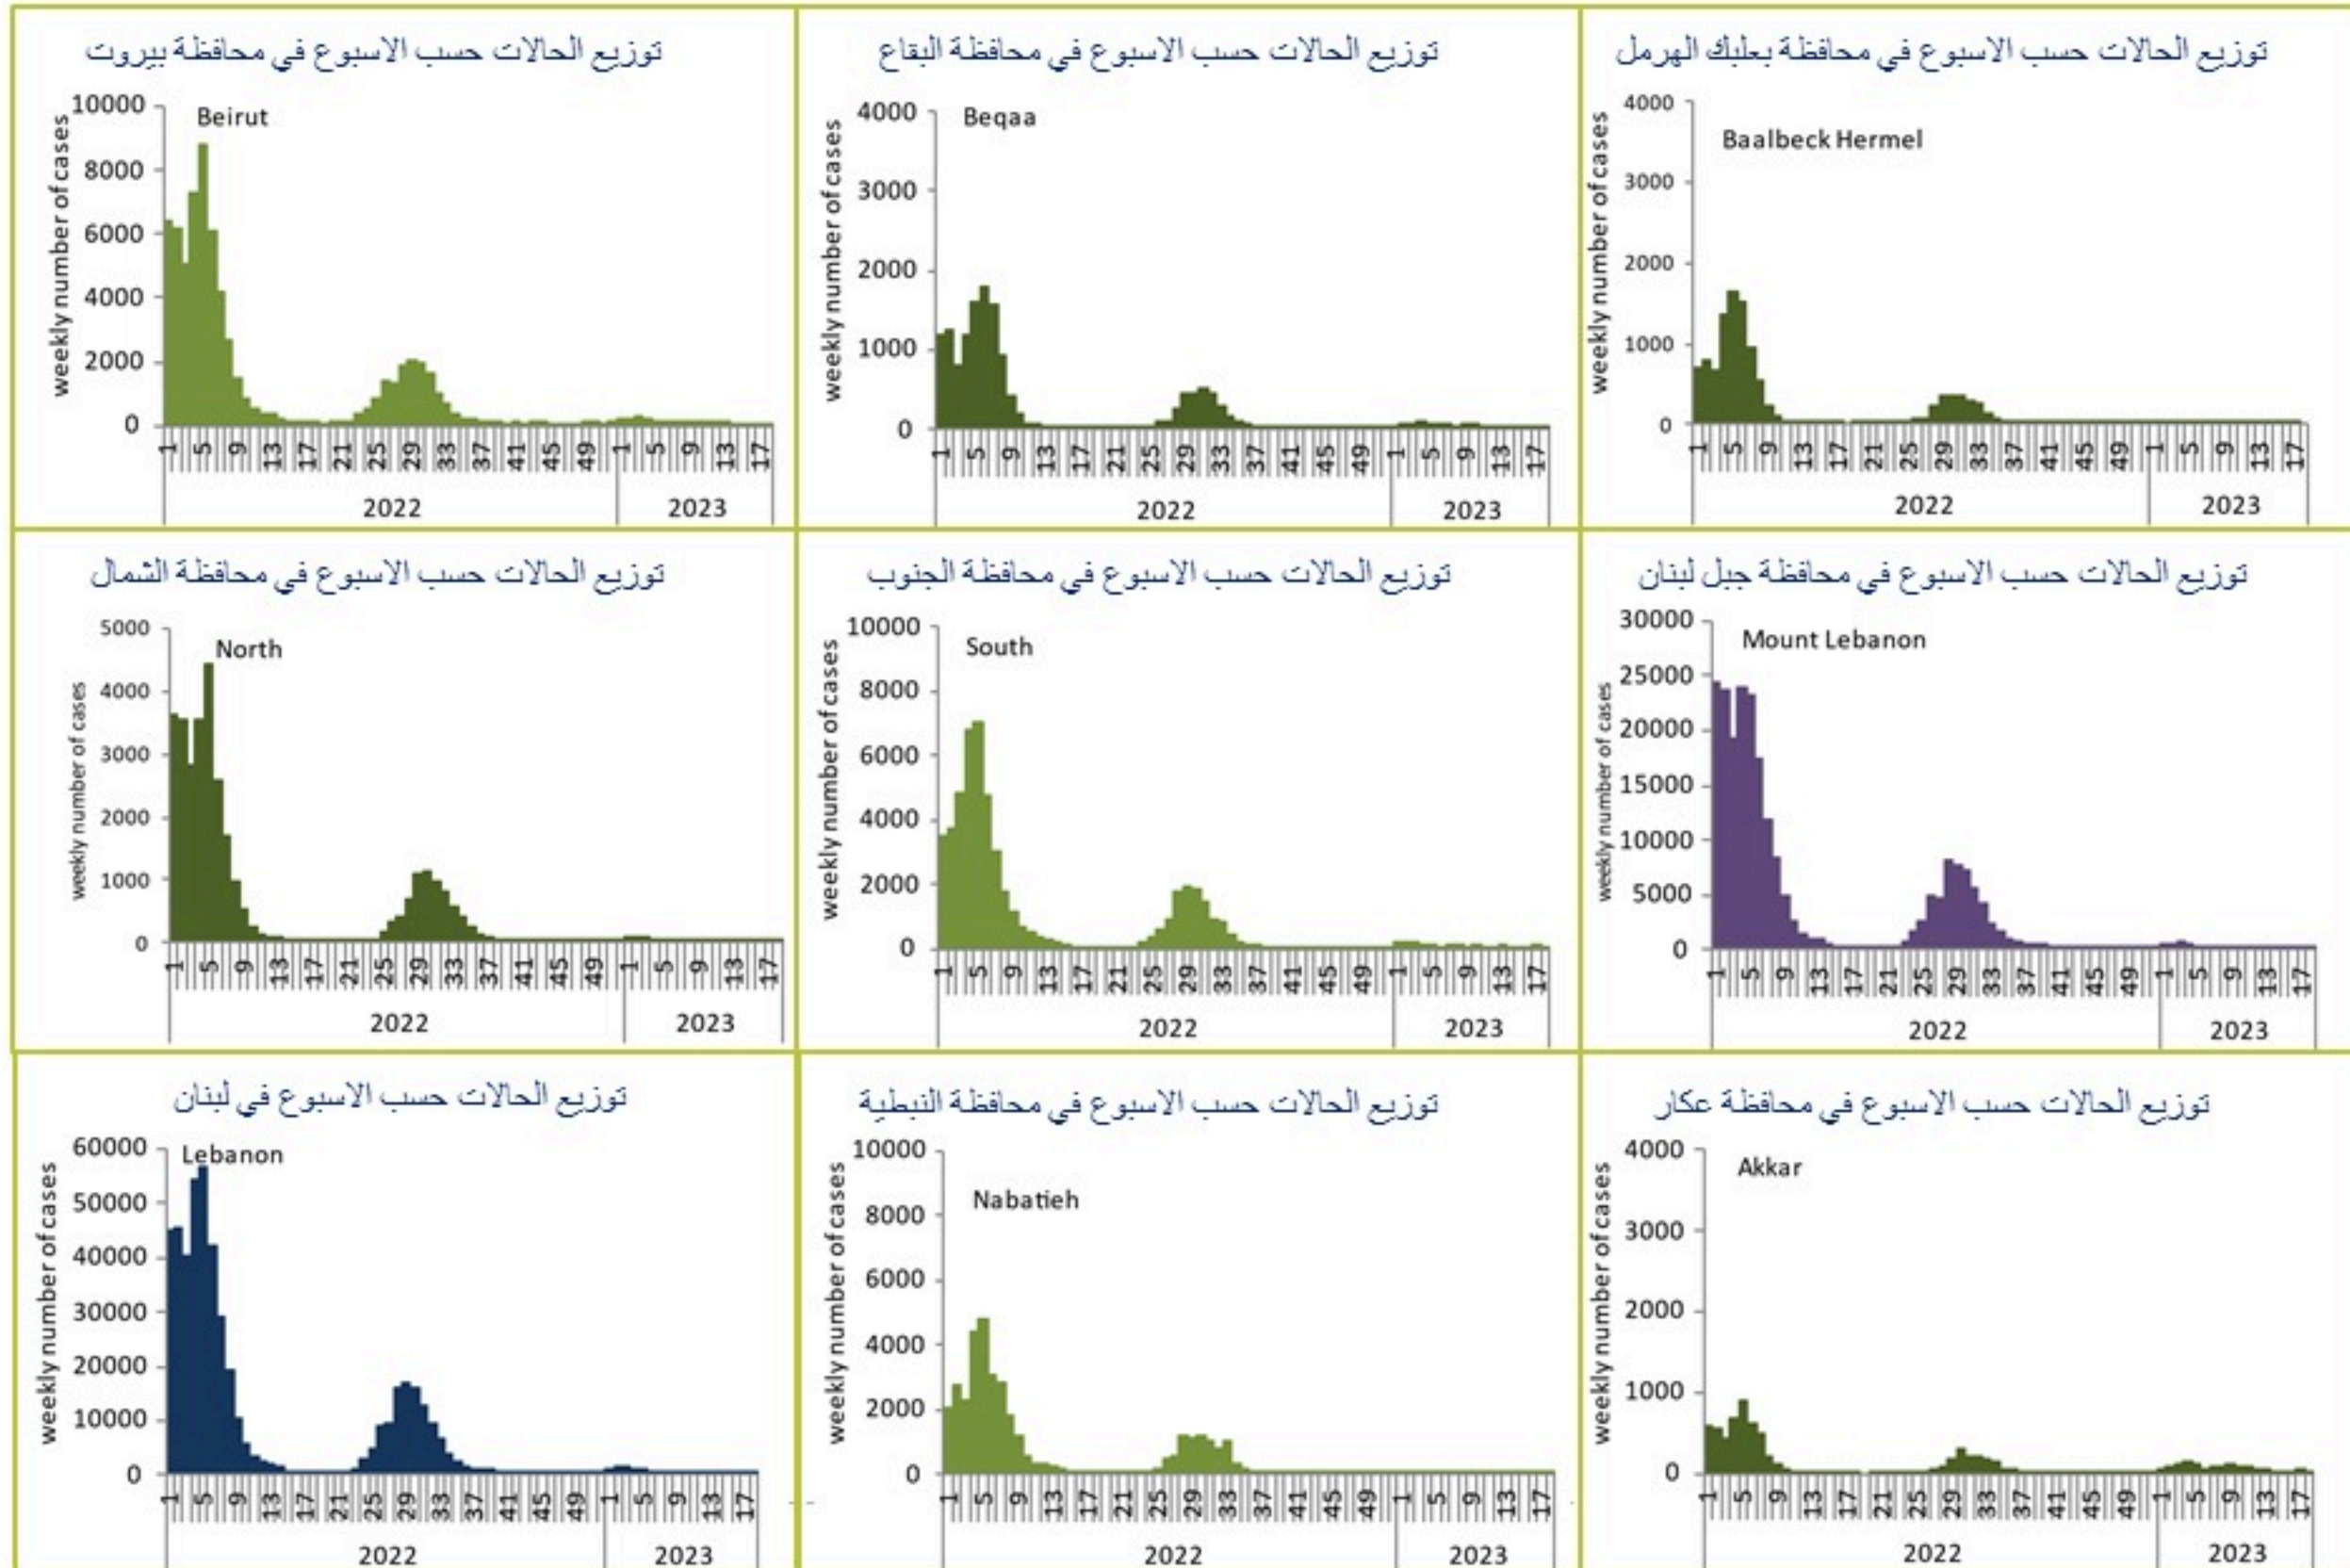 توزيع الحالات حسب الاسبوع في محافظة بيروت
Beirut
weekly number of cases
10000
8000
6000
4000
2000
0
1 5 9 13 17 21 25 29 33 37 41 45 49 1 5 9 13 17
2022 2023
توزيع الحالات حسب الاسبوع في محافظة البقاع
Beqaa
weekly number of cases
4000
3000
2000
1000
0
1 5 9 13 17 21 25 29 33 37 41 45 49 1 5 9 13 17
2022 2023
توزيع الحالات حسب الاسبوع في محافظة بعلبك الهرمل
Baalbeck Hermel
weekly number of cases
4000
3000
2000
1000
0
1 5 9 13 17 21 25 29 33 37 41 45 49 1 5 9 13 17
2022 2023
توزيع الحالات حسب الاسبوع في محافظة الشمال
North
weekly number of cases
5000
4000
3000
2000
1000
0
1 5 9 13 17 21 25 29 33 37 41 45 49 1 5 9 13 17
2022 2023
توزيع الحالات حسب الاسبوع في محافظة الجنوب
South
weekly number of cases
10000
8000
6000
4000
2000
0
1 5 9 13 17 21 25 29 33 37 41 45 49 1 5 9 13 17
2022 2023
توزيع الحالات حسب الاسبوع في محافظة جبل لبنان
Mount Lebanon
weekly number of cases
30000
25000
20000
15000
10000
5000
0
1 5 9 13 17 21 25 29 33 37 41 45 49 1 5 9 13 17
2022 2023
توزيع الحالات حسب الاسبوع في لبنان
Lebanon
weekly number of cases
60000
50000
40000
30000
20000
10000
0
1 5 9 13 17 21 25 29 33 37 41 45 49 1 5 9 13 17
2022 2023
توزيع الحالات حسب الاسبوع في محافظة النبطية
Nabatieh
weekly number of cases
10000
8000
6000
4000
2000
0
1 5 9 13 17 21 25 29 33 37 41 45 49 1 5 9 13 17
2022 2023
توزيع الحالات حسب الاسبوع في محافظة عكار
Akkar
weekly number of cases
4000
3000
2000
1000
0
1 5 9 13 17 21 25 29 33 37 41 45 49 1 5 9 13 17
2022 2023